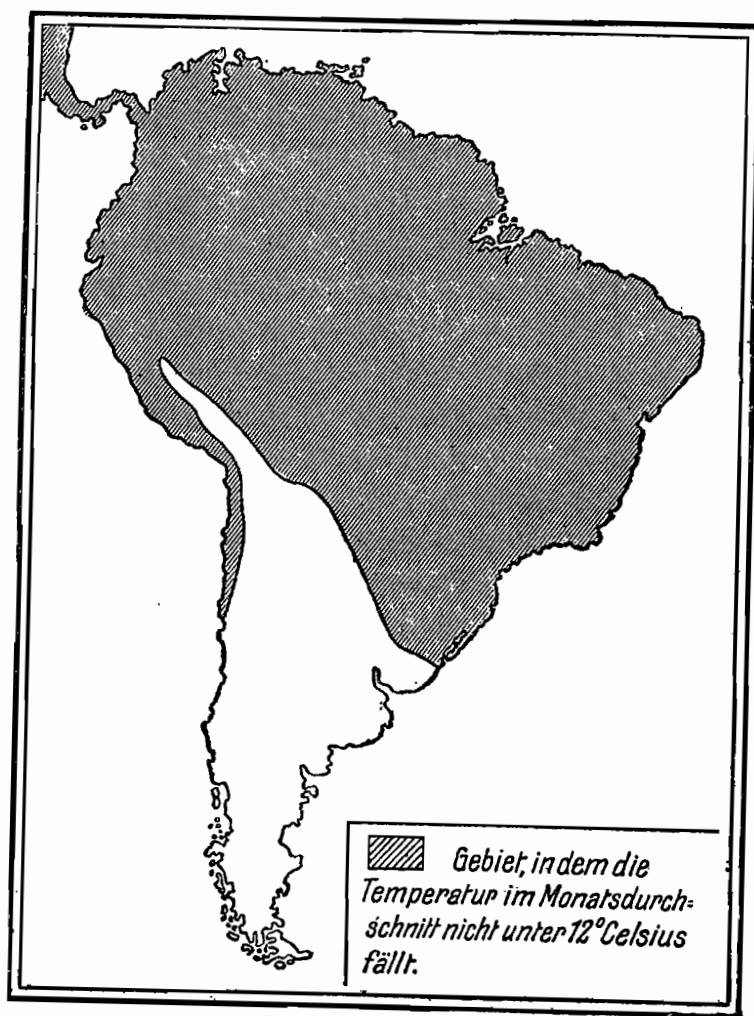 Gebiet, in dem die
Temperatur im Monatsdurch=
schnitt nicht unter 12° Celsius
fällt.